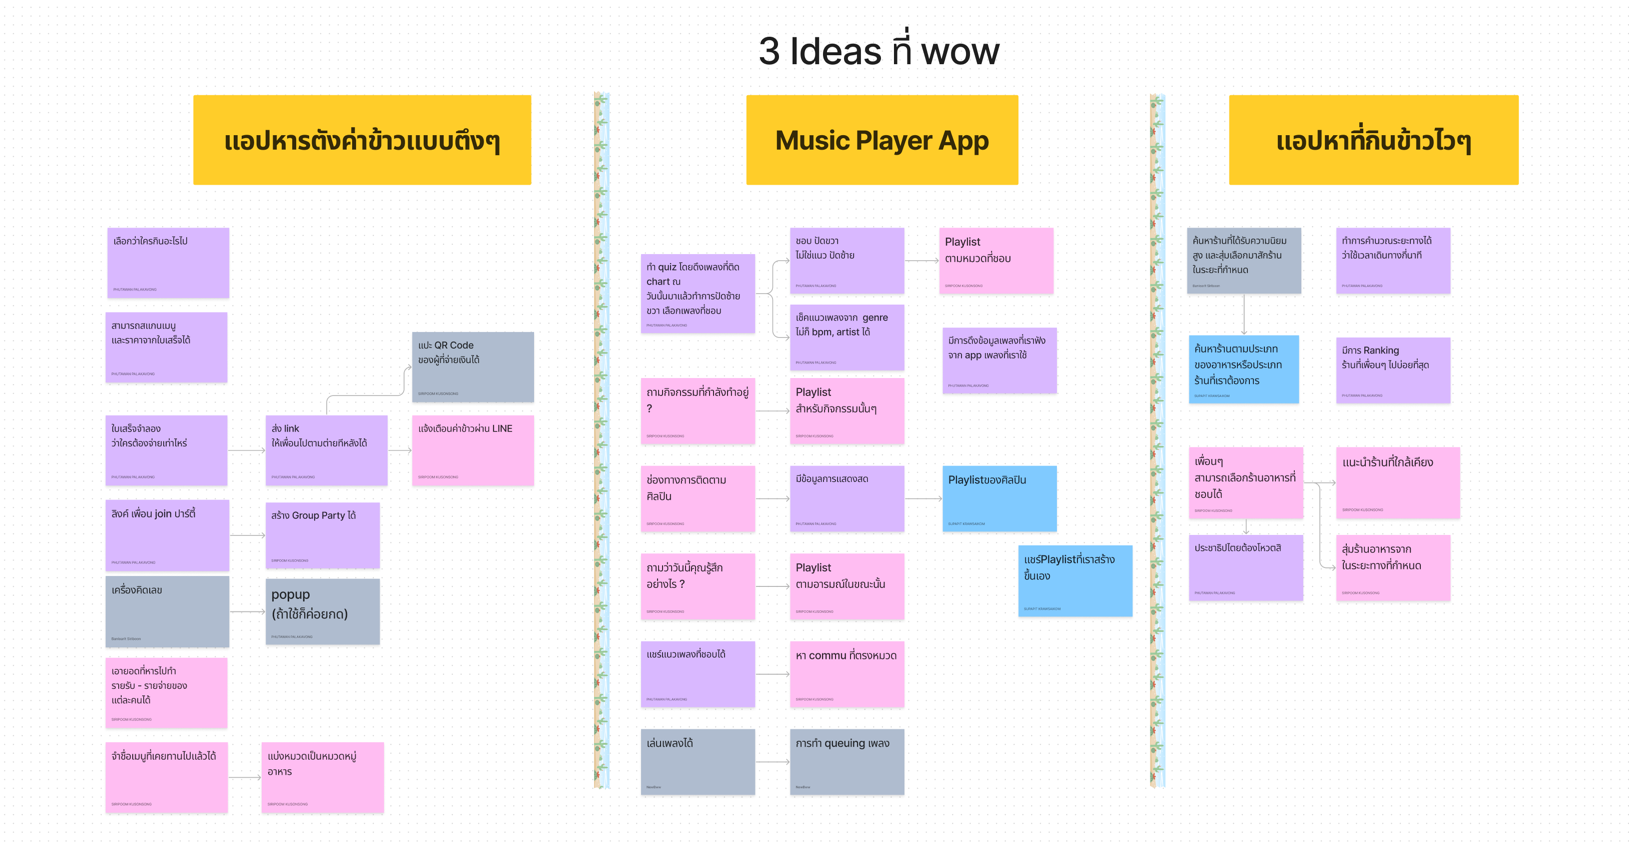 3 Ideas ที่ wow
แอปหารตังค่าข้าวแบบตึงๆ
เลือกว่าใครกินอะไรไป
สามารถสแกนเมนู
และราคาจากใบเสร็จได้
แปะ QR Code
ของผู้ที่จ่ายเงินได้
ใบเสร็จจำลอง
ว่าใครต้องจ่ายเท่าไหร่
ส่ง link
ให้เพื่อนไปตามต่ายทีหลังได้
แจ้งเตือนค่าข้าวผ่าน LINE
ลิงค์ เพื่อน join ปาร์ตี้
สร้าง Group Party ได้
เครื่องคิดเลข
popup
(ถ้าใช้ก็ค่อยกด)
เอายอดที่หารไปทำ
รายรับ - รายจ่ายของ
แต่ละคนได้
จำชื่อเมนูที่เคยทานไปแล้วได้
แบ่งหมวดเป็นหมวดหมู่
อาหาร
Music Player App
ทำ quiz โดยดึงเพลงที่ติด
chart ณ
วันนั้นมาแล้วทำการปัดซ้าย
ขวา เลือกเพลงที่ชอบ
ชอบ ปัดขวา
ไม่ใช่แนว ปัดซ้าย
Playlist
ตามหมวดที่ชอบ
เช็คแนวเพลงจาก genre
ไม่ก็ bpm, artist ได้
มีการดึงข้อมูลเพลงที่เราฟัง
จาก app เพลงที่เราใช้
ถามกิจกรรมที่กำลังทำอยู่
?
Playlist
สำหรับกิจกรรมนั้นๆ
ช่องทางการติดตาม
ศิลปิน
มีข้อมูลการแสดงสด
Playlistของศิลปิน
แชร์Playlistที่เราสร้าง
ขึ้นเอง
ถามว่าวันนี้คุณรู้สึก
อย่างไร ?
Playlist
ตามอารมณ์ในขณะนั้น
แชร์แนวเพลงที่ชอบได้
หา commu ที่ตรงหมวด
เล่นเพลงได้
การทำ queuing เพลง
แอปหาที่กินข้าวไวๆ
ค้นหาร้านที่ได้รับความนิยม
สูง และสุ่มเลือกมาสักร้าน
ในระยะที่กำหนด
ทำการคำนวณระยะทางได้
ว่าใช้เวลาเดินทางกี่นาที
ค้นหาร้านตามประเภท
ของอาหารหรือประเภท
ร้านที่เราต้องการ
มีการ Ranking
ร้านที่เพื่อนๆ ไปบ่อยที่สุด
เพื่อนๆ
สามารถเลือกร้านอาหารที่
ชอบได้
แนะนำร้านที่ใกล้เคียง
ประชาธิปไตยต้องโหวตสิ
สุ่มร้านอาหารจาก
ในระยะทางที่กำหนด